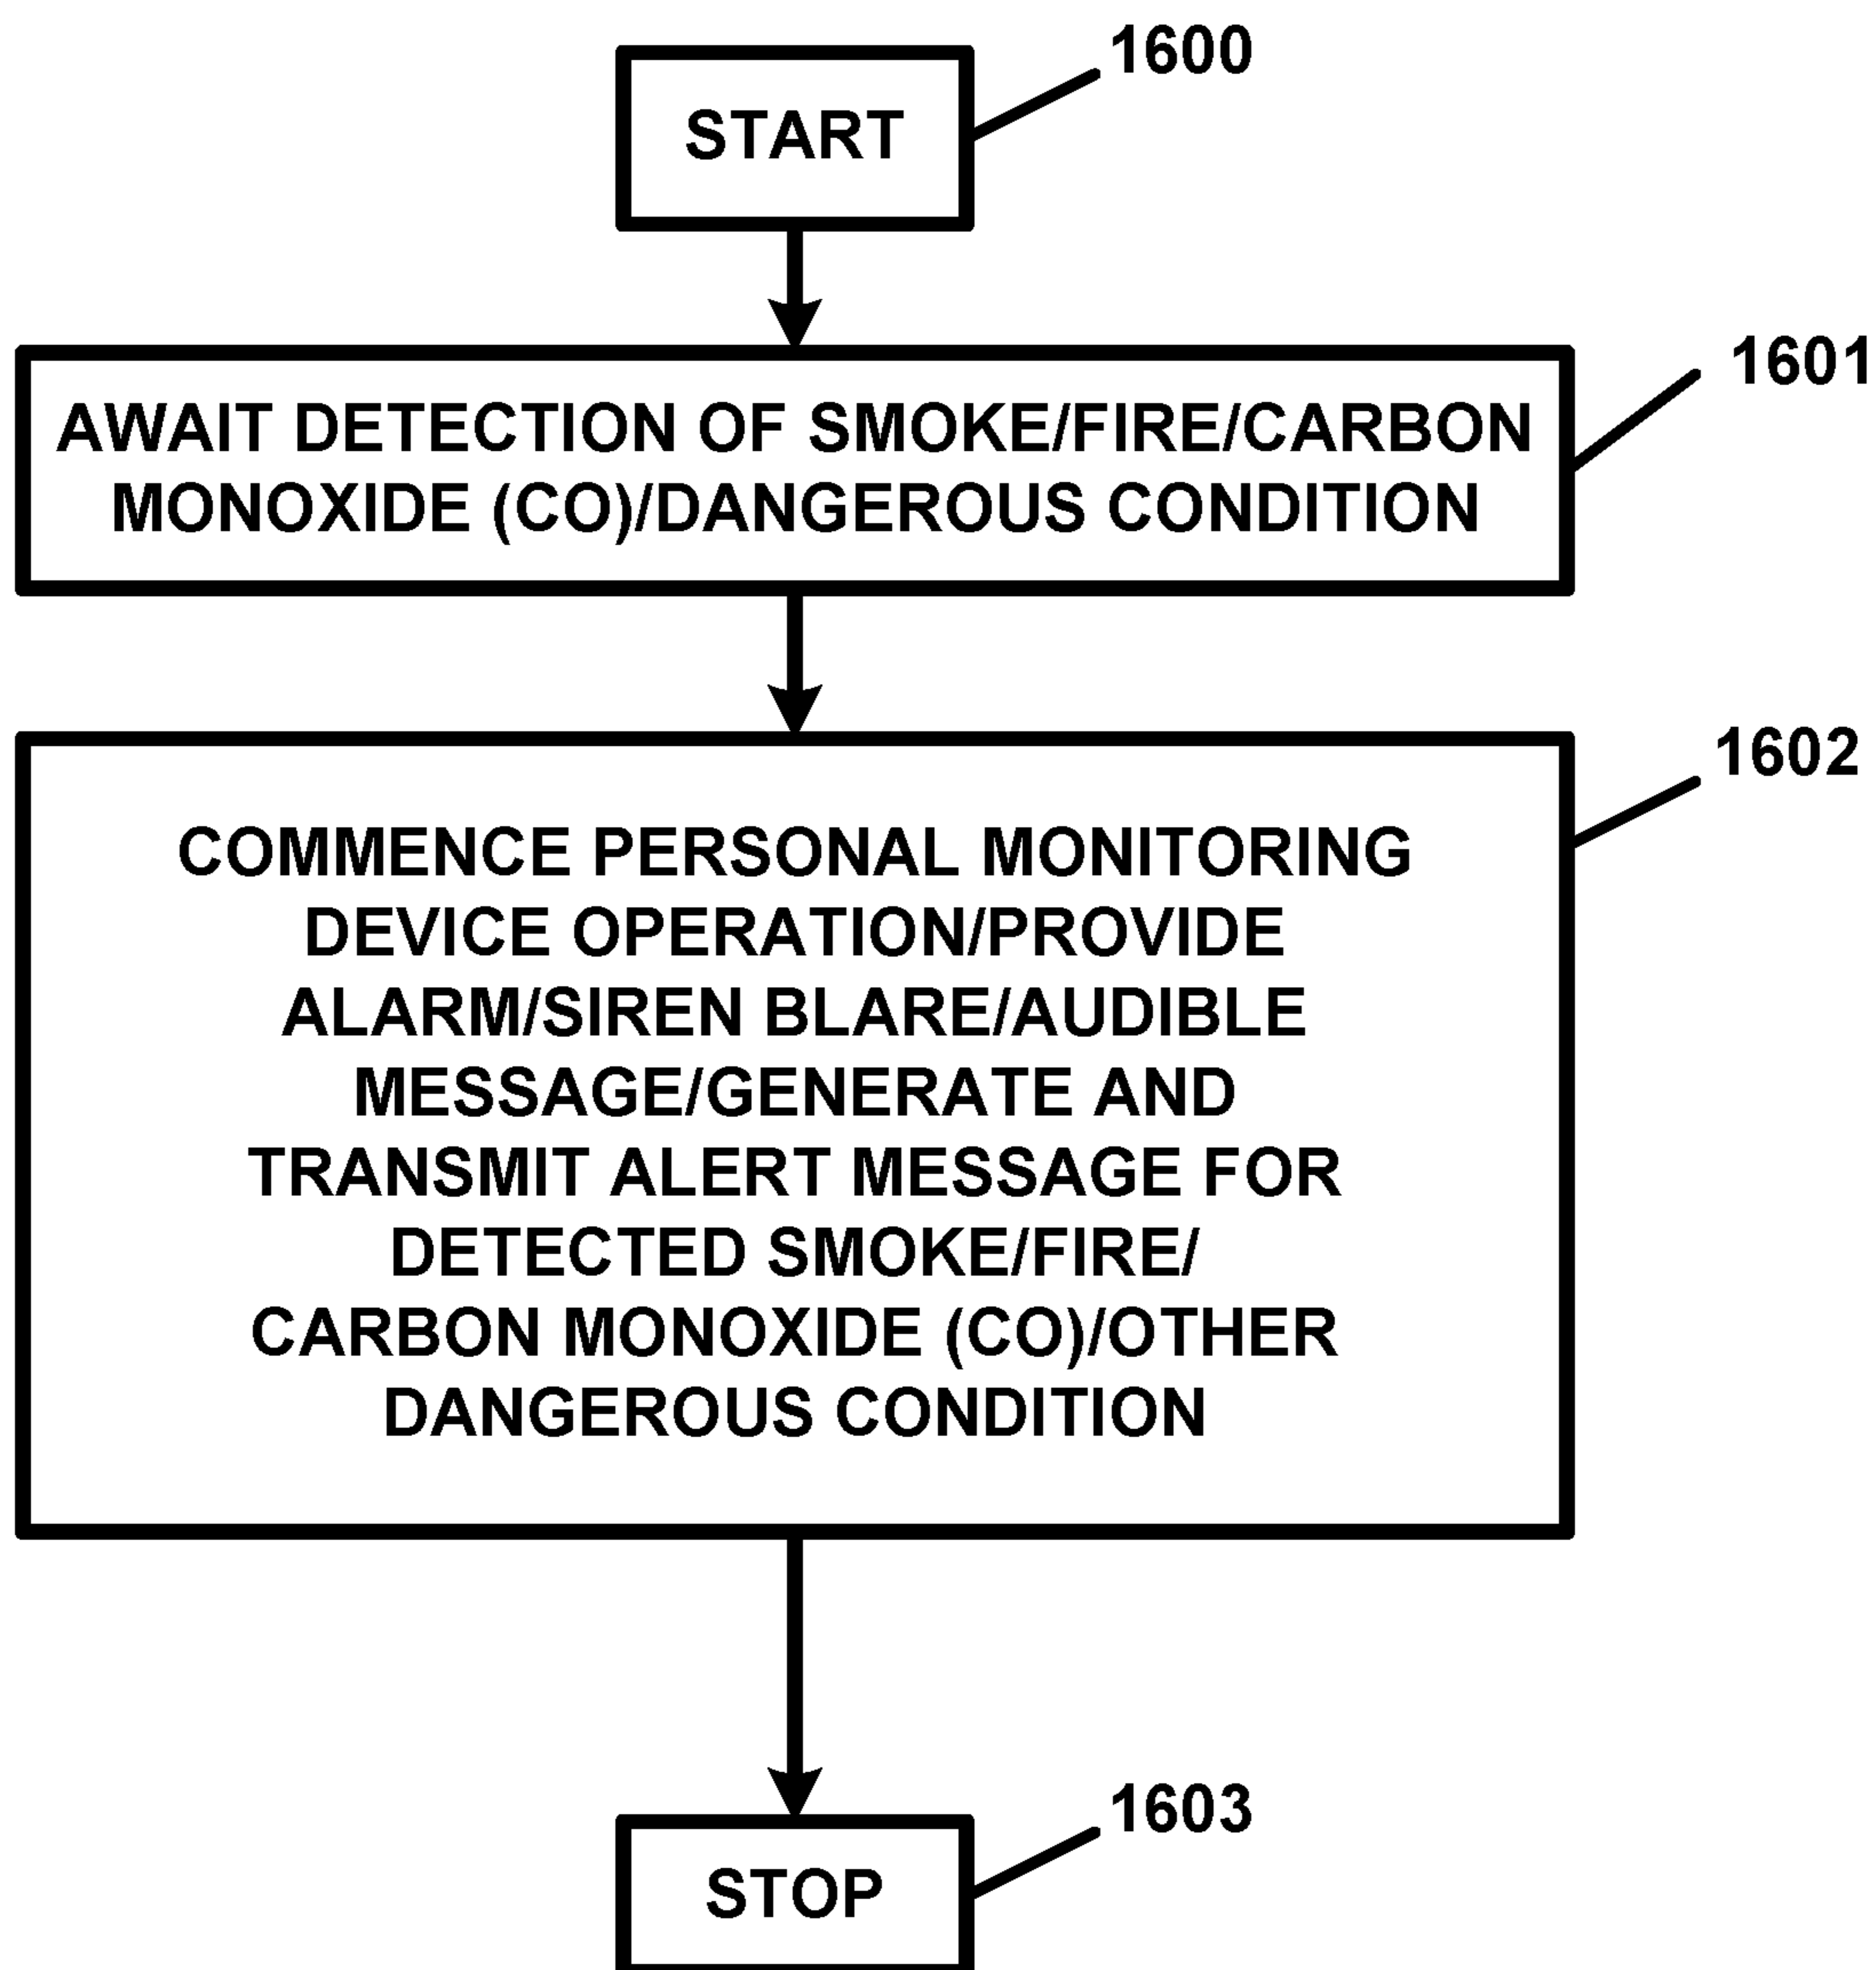 1600
START
1601
AWAIT DETECTION OF SMOKE/FIRE/CARBON
MONOXIDE (CO)/DANGEROUS CONDITION
1602
COMMENCE PERSONAL MONITORING
DEVICE OPERATION/PROVIDE
ALARM/SIREN BLARE/AUDIBLE
MESSAGE/GENERATE AND
TRANSMIT ALERT MESSAGE FOR
DETECTED SMOKE/FIRE/
CARBON MONOXIDE (CO)/OTHER
DANGEROUS CONDITION
1603
STOP